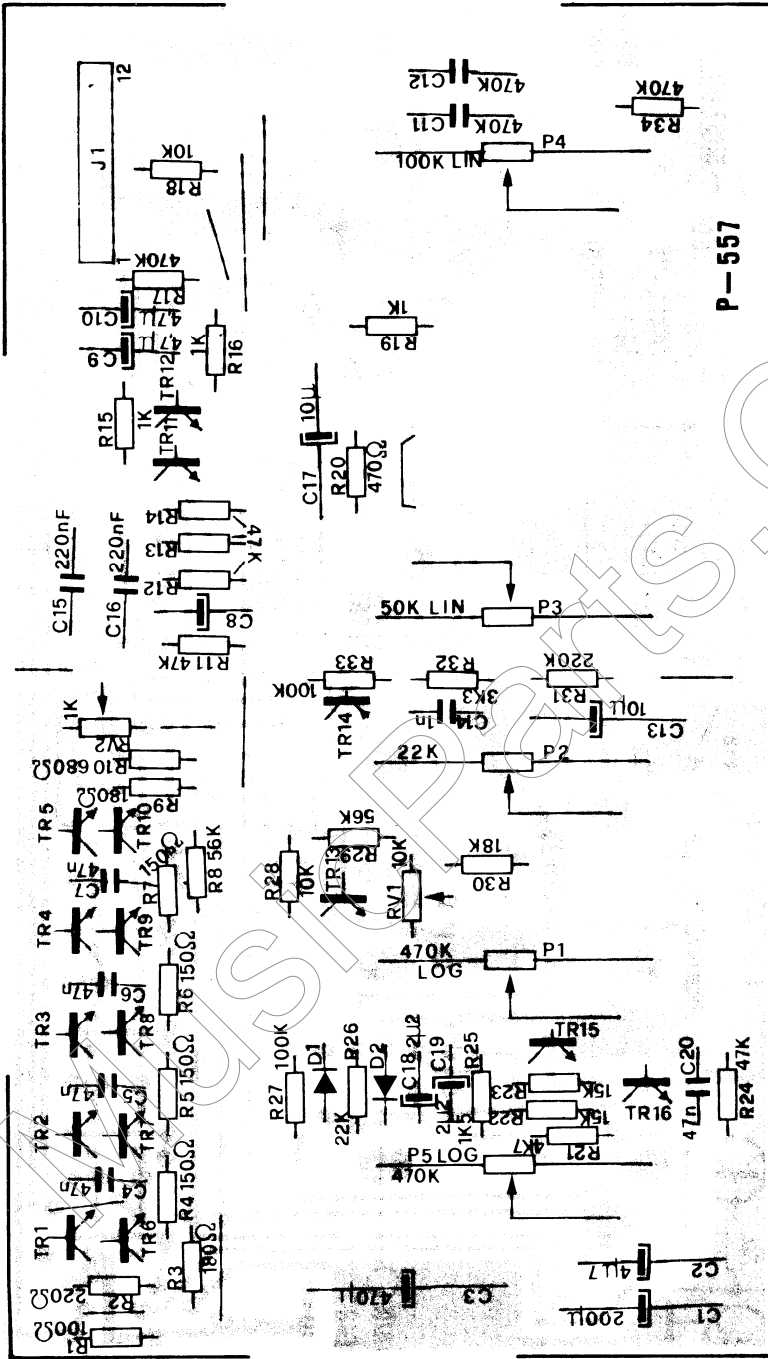 J1
12
1
10K
R18
470K
R17
C10
4,7µ
C9
4,7µ
1K
R16
TR12
R15
1K
TR11
C12
470K
C11
470K
470K
R34
100K LIN
P4
P-557
1K
R19
10µ
C17
R20
470Ω
C15 220nF
C16 220nF
R14
R13
47K
R12
C8
R11 47K
50K LIN
P3
R33
100K
TR14
R32
3K3
C14
1n
220K
R31
10µ
C13
22K
P2
1K
RV2
R10 680Ω
180Ω
R9
TR5
TR10
47n
C7
R7 150Ω
R8 56K
TR4
TR9
56K
R29
R28
10K
TR13
RV1
10K
18K
R30
470K
LOG
P1
R6 150Ω
47n
C6
TR3
TR8
R5 150Ω
47n
C5
TR2
TR7
R4 150Ω
47n
C4
TR1
TR6
R3
180Ω
220Ω
R2
100Ω
R1
R27 100K
D1
22K
R26
D2
C18 2µ2
C19
2µ2
R25
1K5
TR15
R23
15K
R22
15K
4K7
R21
TR16
47n
C20
R24 47K
P5 LOG
470K
470µ
C3
4µ7
C2
200µ
C1
Music Parts.